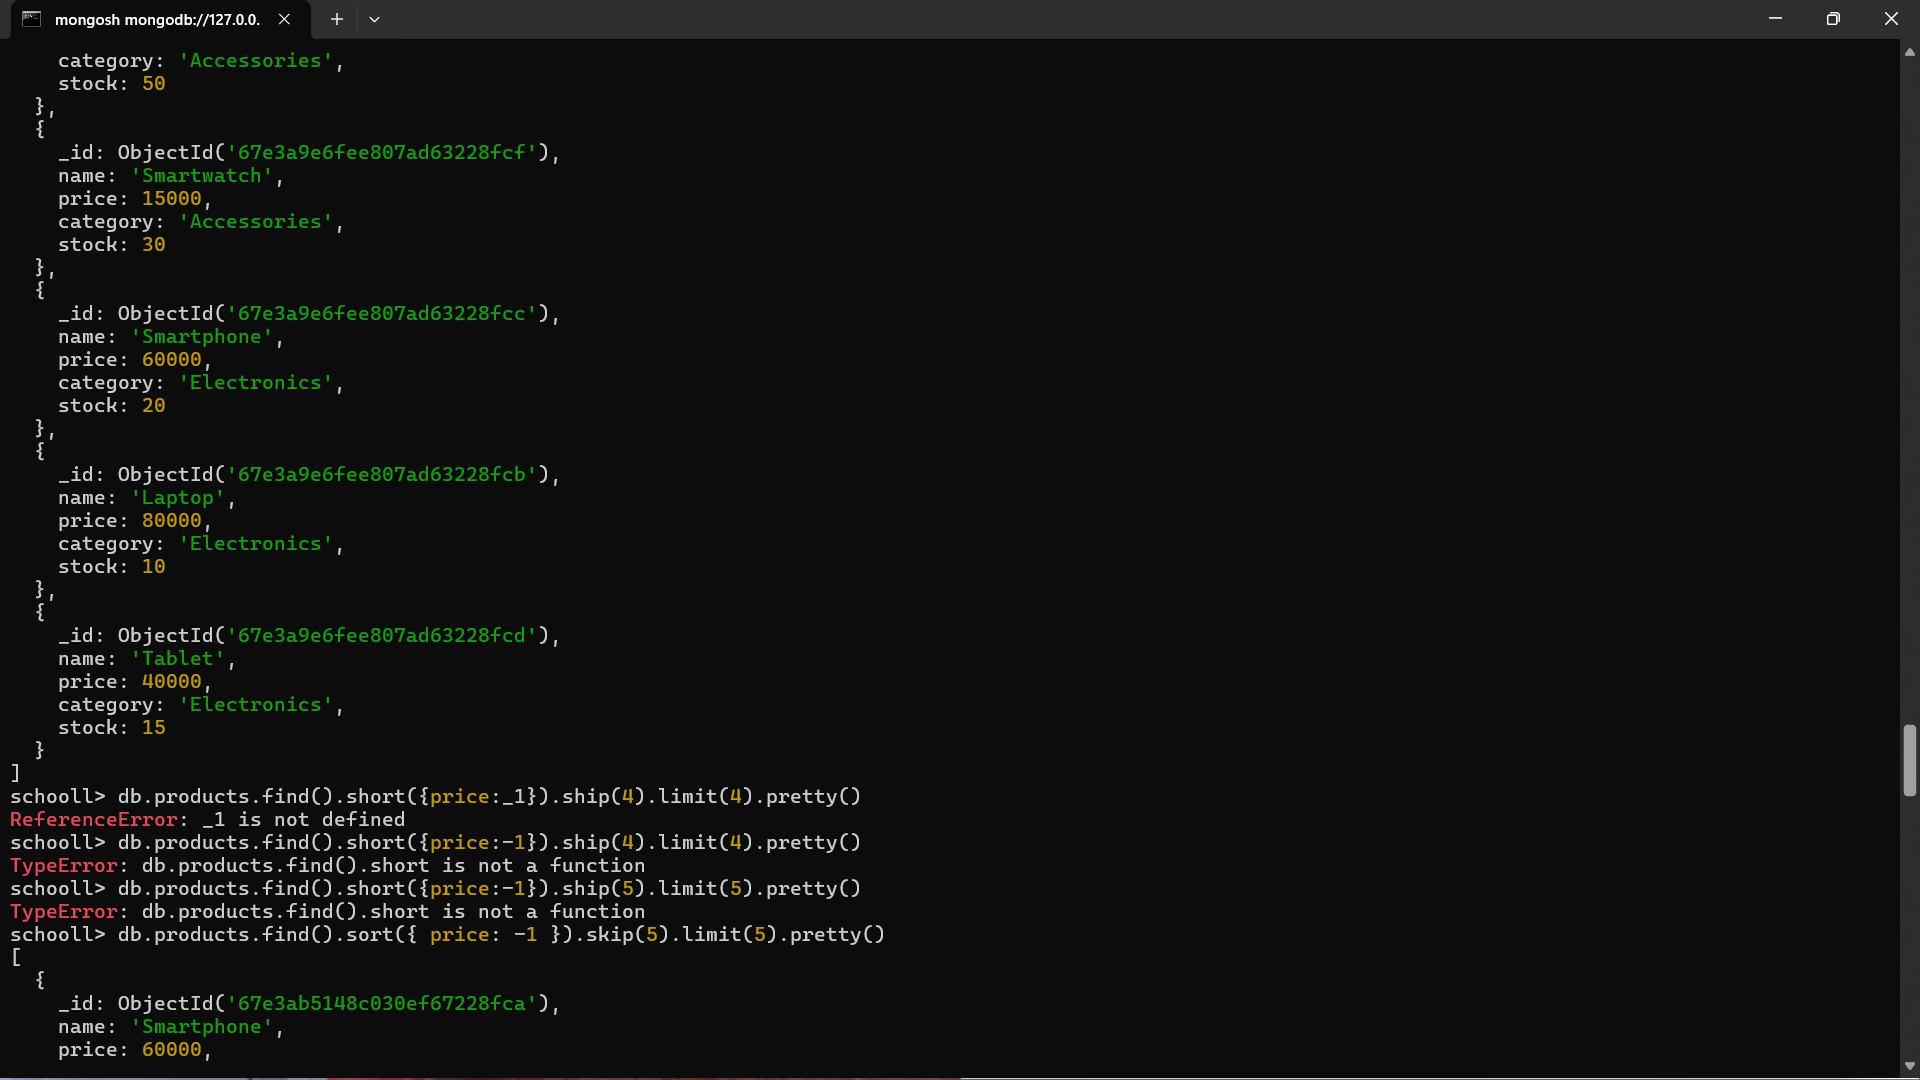 mongosh mongodb://127.0.0.
category: 'Accessories',
stock: 50
},
{
_id: ObjectId('67e3a9e6fee807ad63228fcf'),
name: 'Smartwatch',
price: 15000,
category: 'Accessories',
stock: 30
},
{
_id: ObjectId('67e3a9e6fee807ad63228fcc'),
name: 'Smartphone',
price: 60000,
category: 'Electronics',
stock: 20
},
{
_id: ObjectId('67e3a9e6fee807ad63228fcb'),
name: 'Laptop',
price: 80000,
category: 'Electronics',
stock: 10
},
{
_id: ObjectId('67e3a9e6fee807ad63228fcd'),
name: 'Tablet',
price: 40000,
category: 'Electronics',
stock: 15
}
]
schooll> db.products.find().short({price:_1}).ship(4).limit(4).pretty()
ReferenceError: _1 is not defined
schooll> db.products.find().short({price:-1}).ship(4).limit(4).pretty()
TypeError: db.products.find().short is not a function
schooll> db.products.find().short({price:-1}).ship(5).limit(5).pretty()
TypeError: db.products.find().short is not a function
schooll> db.products.find().sort({ price: -1 }).skip(5).limit(5).pretty()
[
{
_id: ObjectId('67e3ab5148c030ef67228fca'),
name: 'Smartphone',
price: 60000,